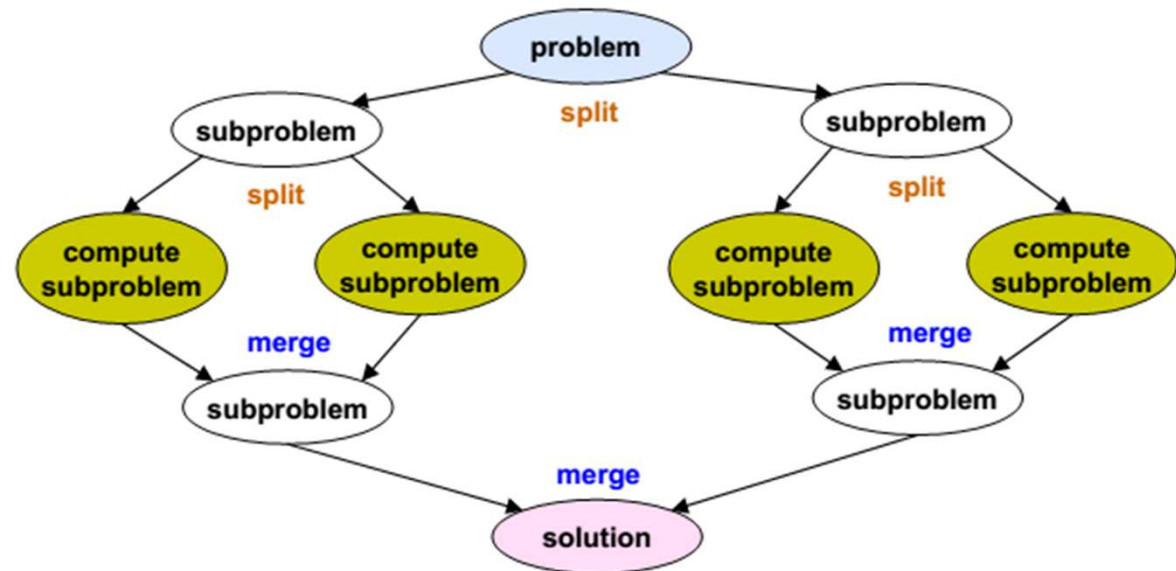 problem
split
subproblem
subproblem
split
split
compute
subproblem
compute
subproblem
compute
subproblem
compute
subproblem
merge
merge
subproblem
subproblem
merge
solution